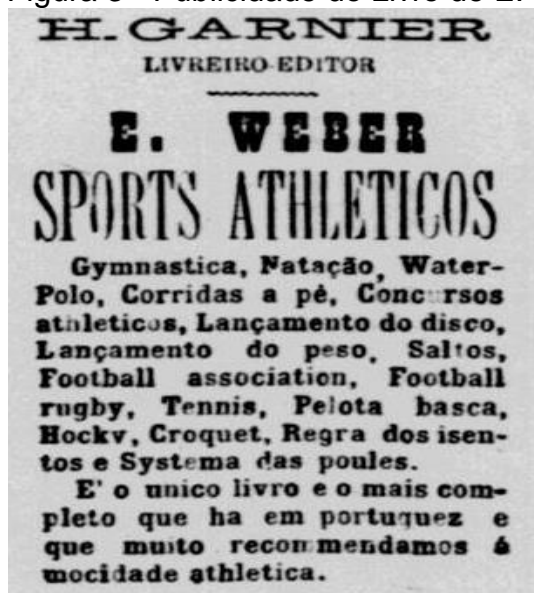 H. GARNIER
LIVREIRO-EDITOR
E. WEBER
SPORTS ATHLETICOS
Gymnastica, Natação, Water-
Polo, Corridas a pé, Concursos
athleticos, Lançamento do disco,
Lançamento do peso, Saltos,
Football association, Football
rugby, Tennis, Pelota basca,
Hocky, Croquet, Regra dos isen-
tos e Systema das poules.
E' o unico livro e o mais com-
pleto que ha em portuguez e
que muito recommendamos á
mocidade athletica.